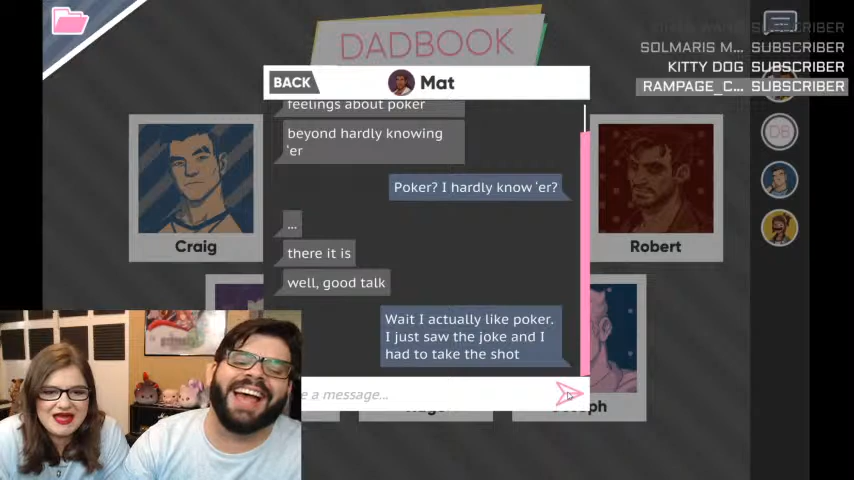 DADBOOK
SUBSCRIBER
SOLMARIS M... SUBSCRIBER
KITTY DOG SUBSCRIBER
RAMPAGE_C... SUBSCRIBER
BACK
Mat
feelings about poker
beyond hardly knowing
'er
Poker? I hardly know 'er?
...
there it is
well, good talk
Wait I actually like poker.
I just saw the joke and I
had to take the shot
e a message...
Craig
Robert
DB